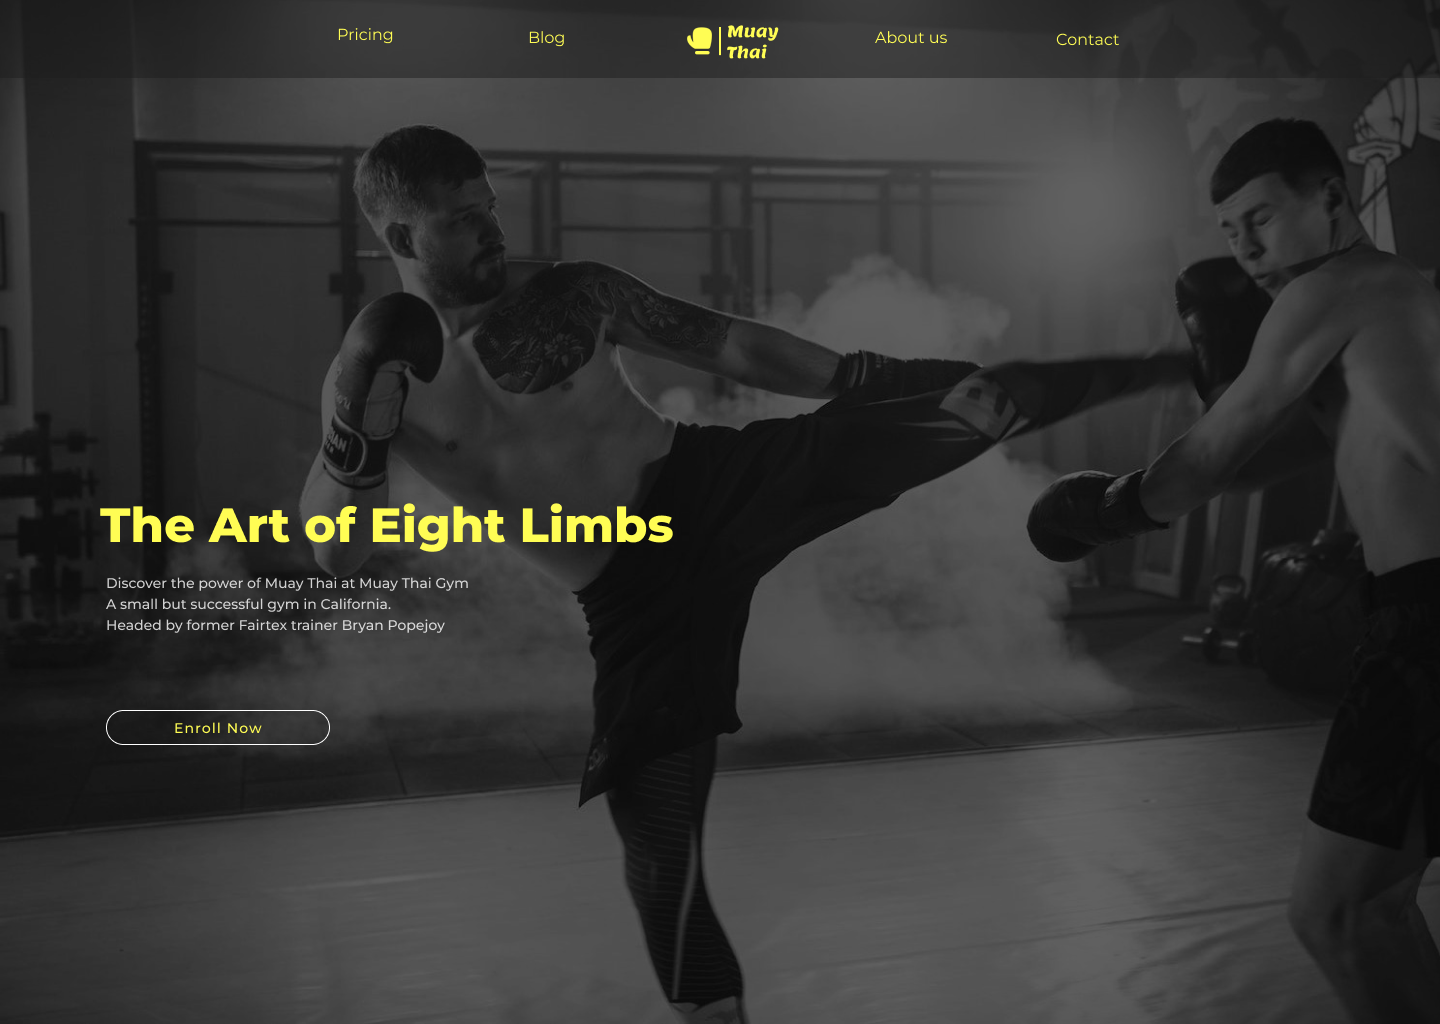 Pricing
Blog
Muay
Thai
About us
Contact
The Art of Eight Limbs
Discover the power of Muay Thai at Muay Thai Gym
A small but successful gym in California.
Headed by former Fairtex trainer Bryan Popejoy
Enroll Now